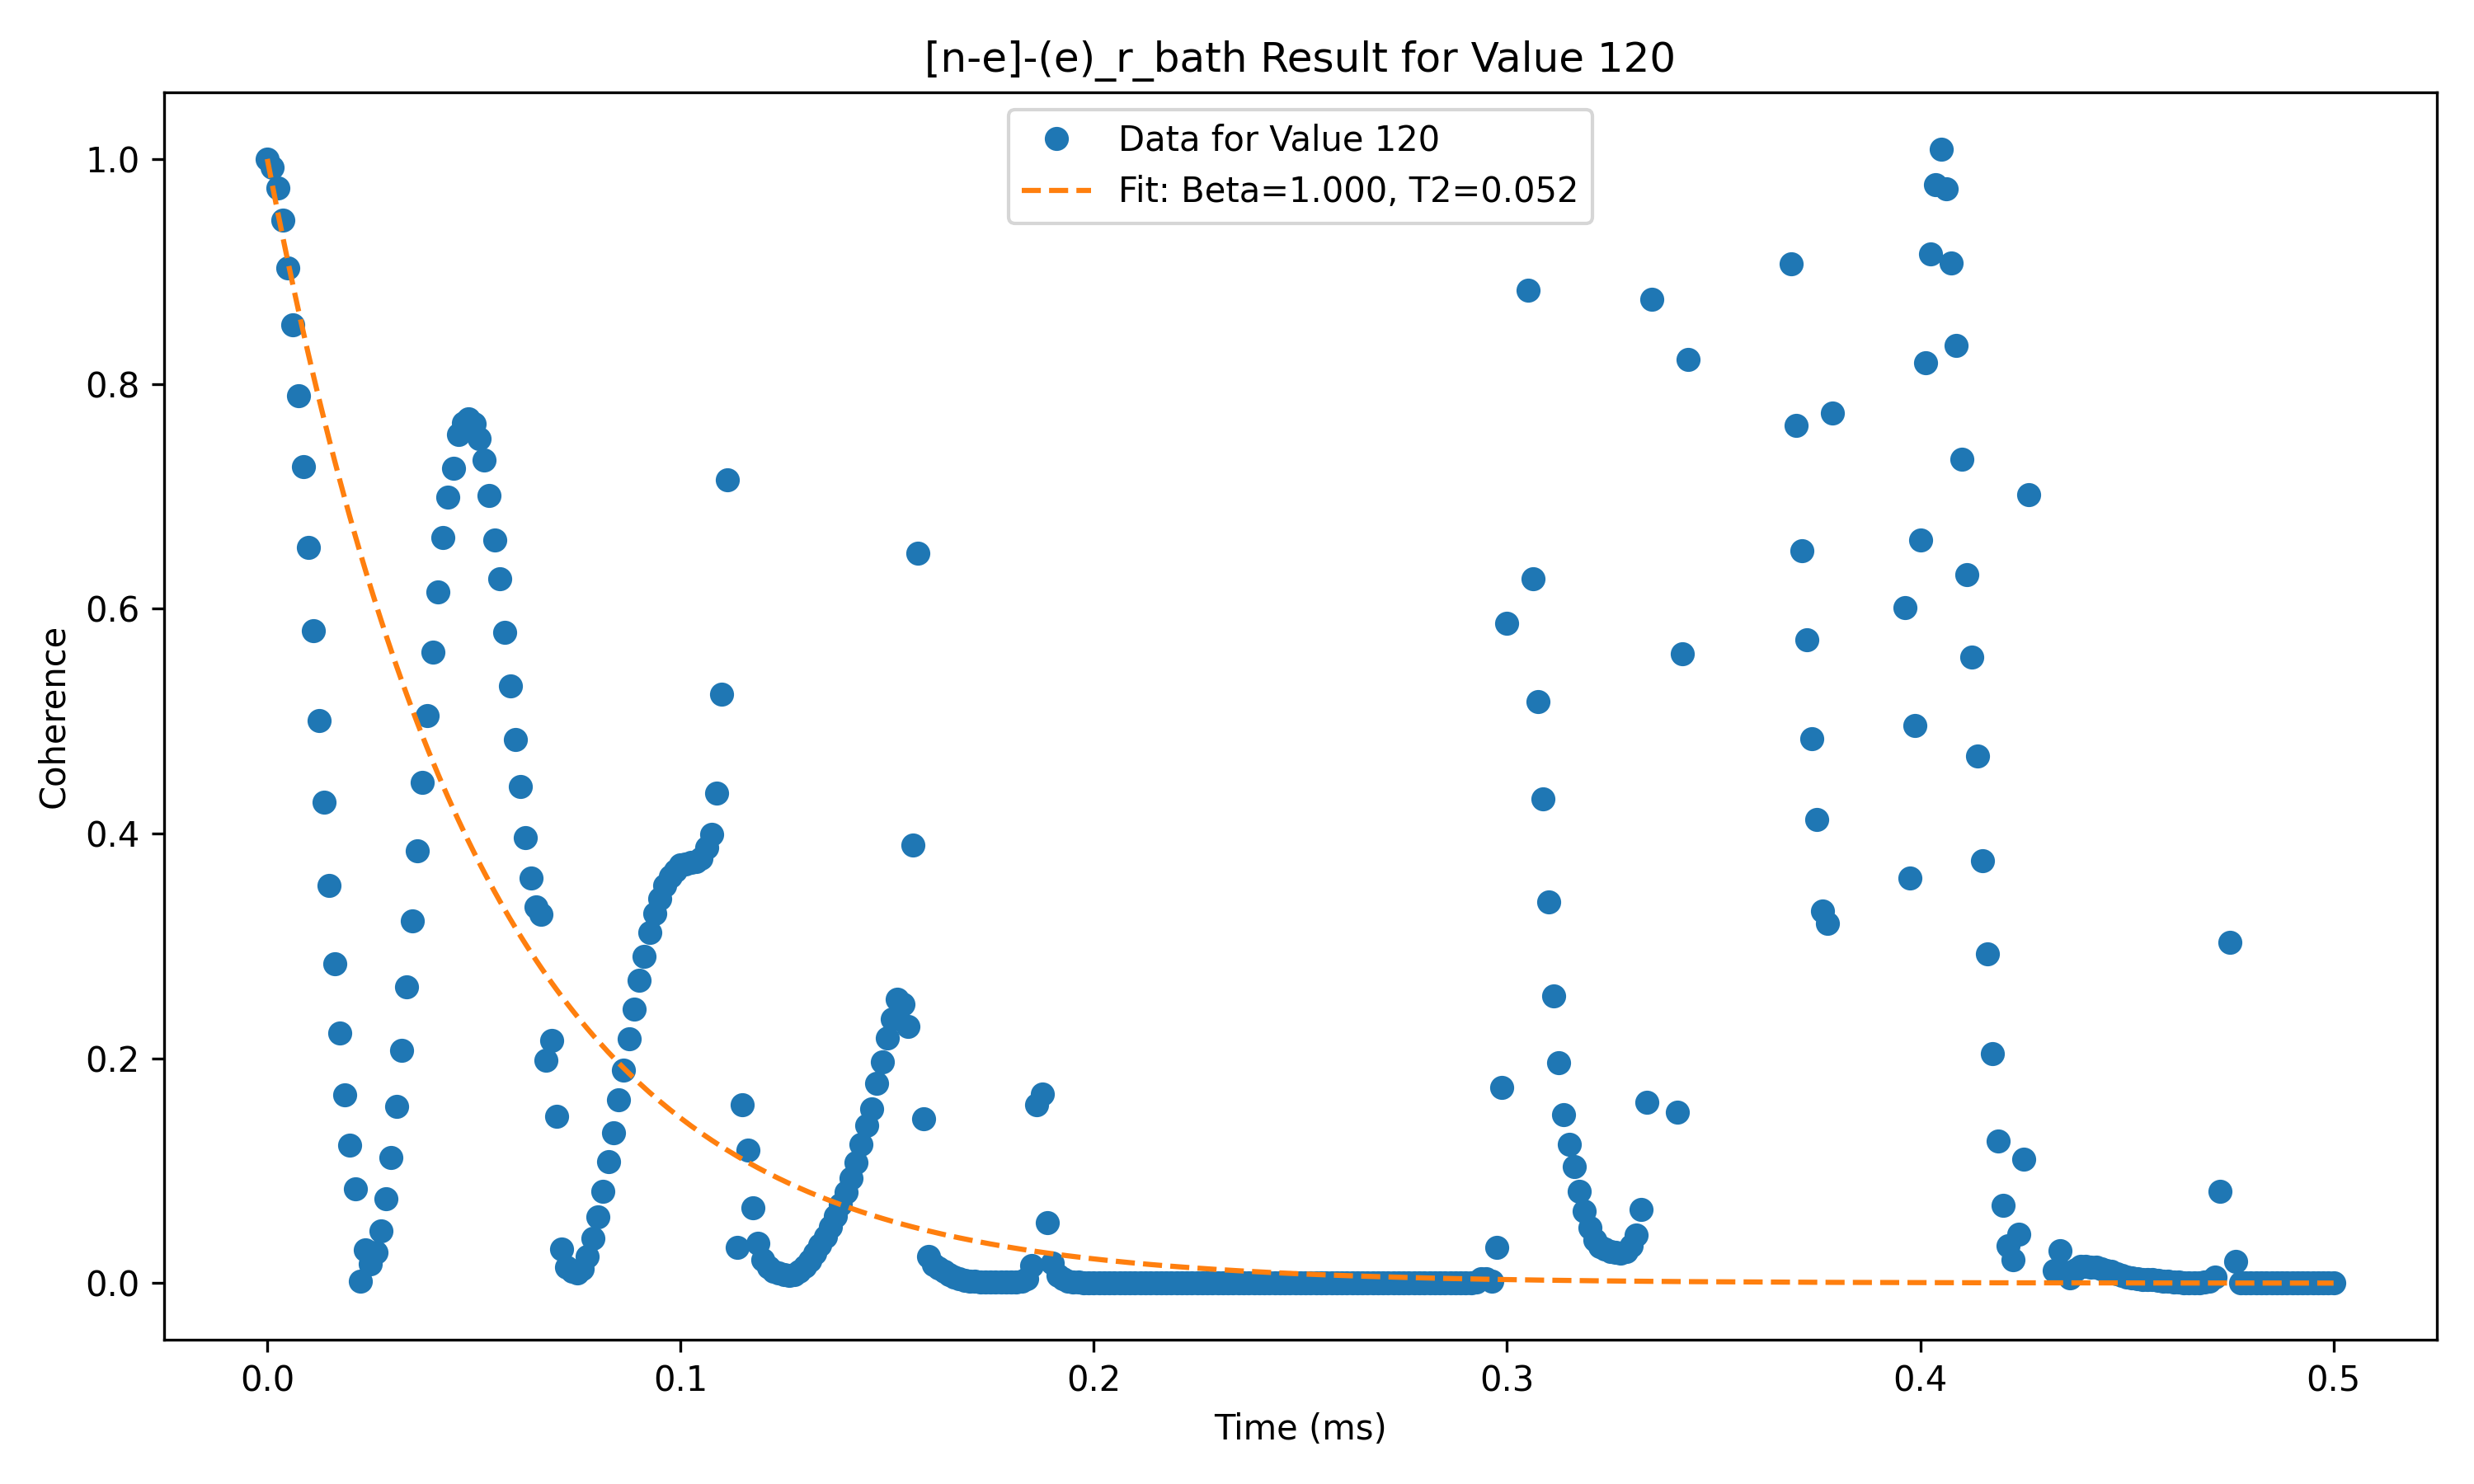 [n-e]-(e)_r_bath Result for Value 120
Data for Value 120
Fit: Beta=1.000, T2=0.052
Coherence
1.0
0.8
0.6
0.4
0.2
0.0
0.0 0.1 0.2 0.3 0.4 0.5
Time (ms)